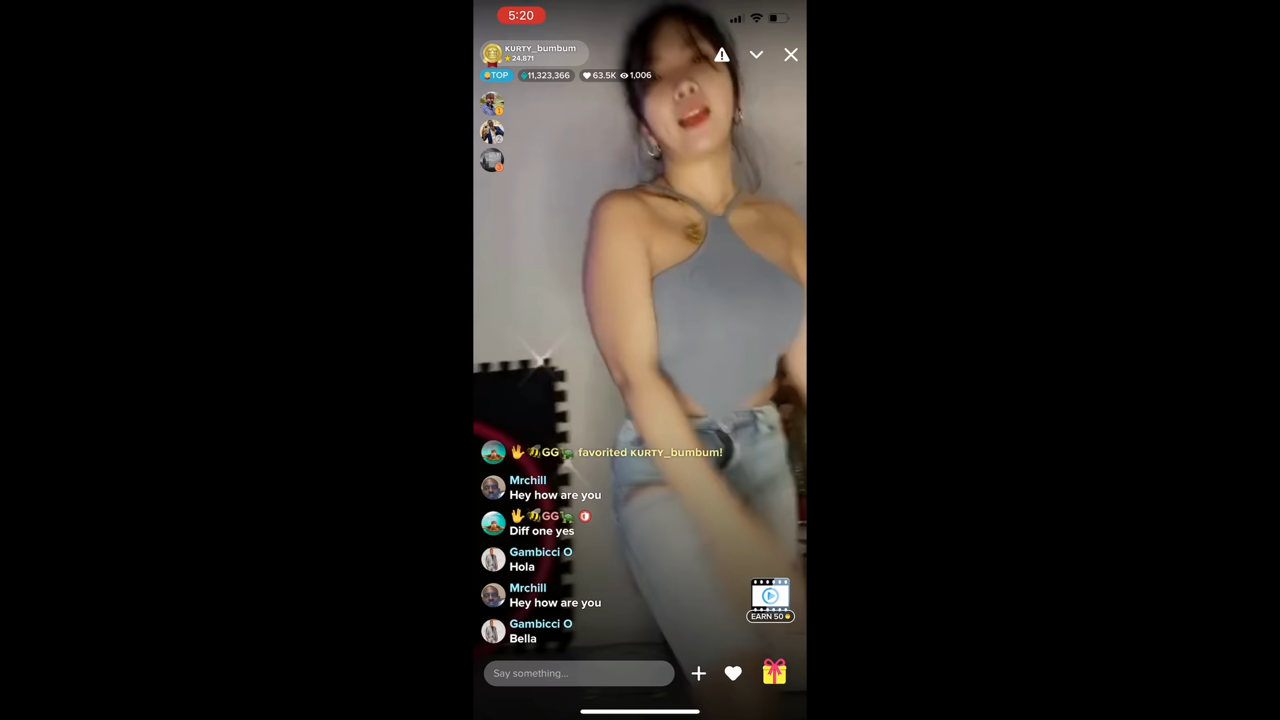 5:20
KURTY_bumbum
24,871
TOP
11,323,366
63.5K
1,006
GG favorited KURTY_bumbum!
Mrchill
Hey how are you
GG
Diff one yes
Gambicci O
Hola
Mrchill
Hey how are you
Gambicci O
Bella
EARN 50
Say something...